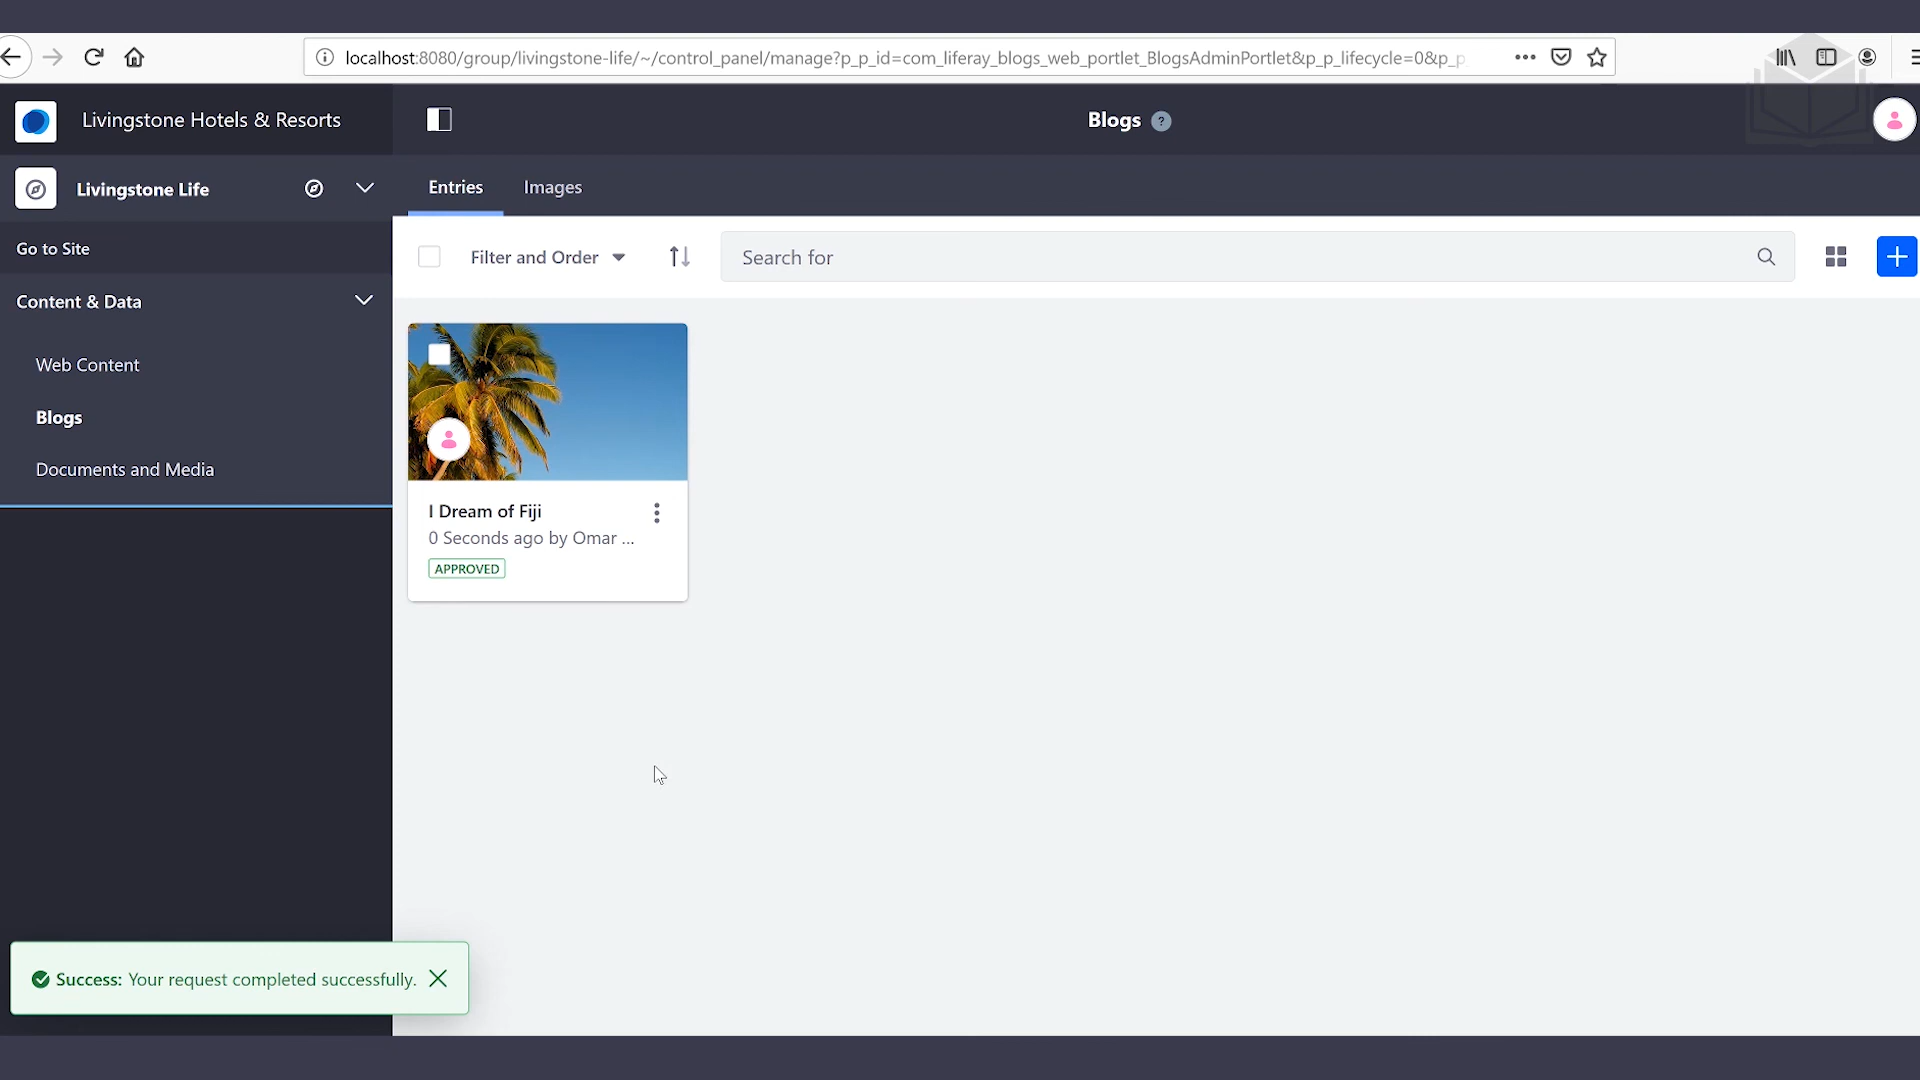 localhost:8080/group/livingstone-life/~/control_panel/manage?p_p_id=com_liferay_blogs_web_portlet_BlogsAdminPortlet&p_p_lifecycle=0&p_p_
Livingstone Hotels & Resorts
Blogs ?
Livingstone Life
Entries
Images
Go to Site
Filter and Order
Search for
Content & Data
Web Content
Blogs
Documents and Media
I Dream of Fiji
0 Seconds ago by Omar ...
APPROVED
Success: Your request completed successfully.